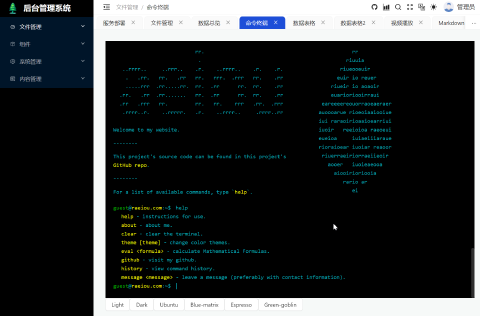 后台管理系统
文件管理 / 命令终端
管理员
文件管理
组件
系统管理
内容管理
服务部署
文件管理
数据总后
命令终端
数据表格
数据表格2
视频播放
Markdown
Welcome to my website.
--------
This project's source code can be found in this project's
GitHub repo.
--------
For a list of available commands, type `help`.
guest@raeiou.com:~$ help
help - instructions for use.
about - about me.
clear - clear the terminal.
theme [theme] - change color themes.
eval <formula> - calculate Mathematical Formulas.
github - visit my github.
history - view command history.
message <message> - leave a message (preferably with contact information).
guest@raeiou.com:~$
Light
Dark
Ubuntu
Blue-matrix
Espresso
Green-goblin